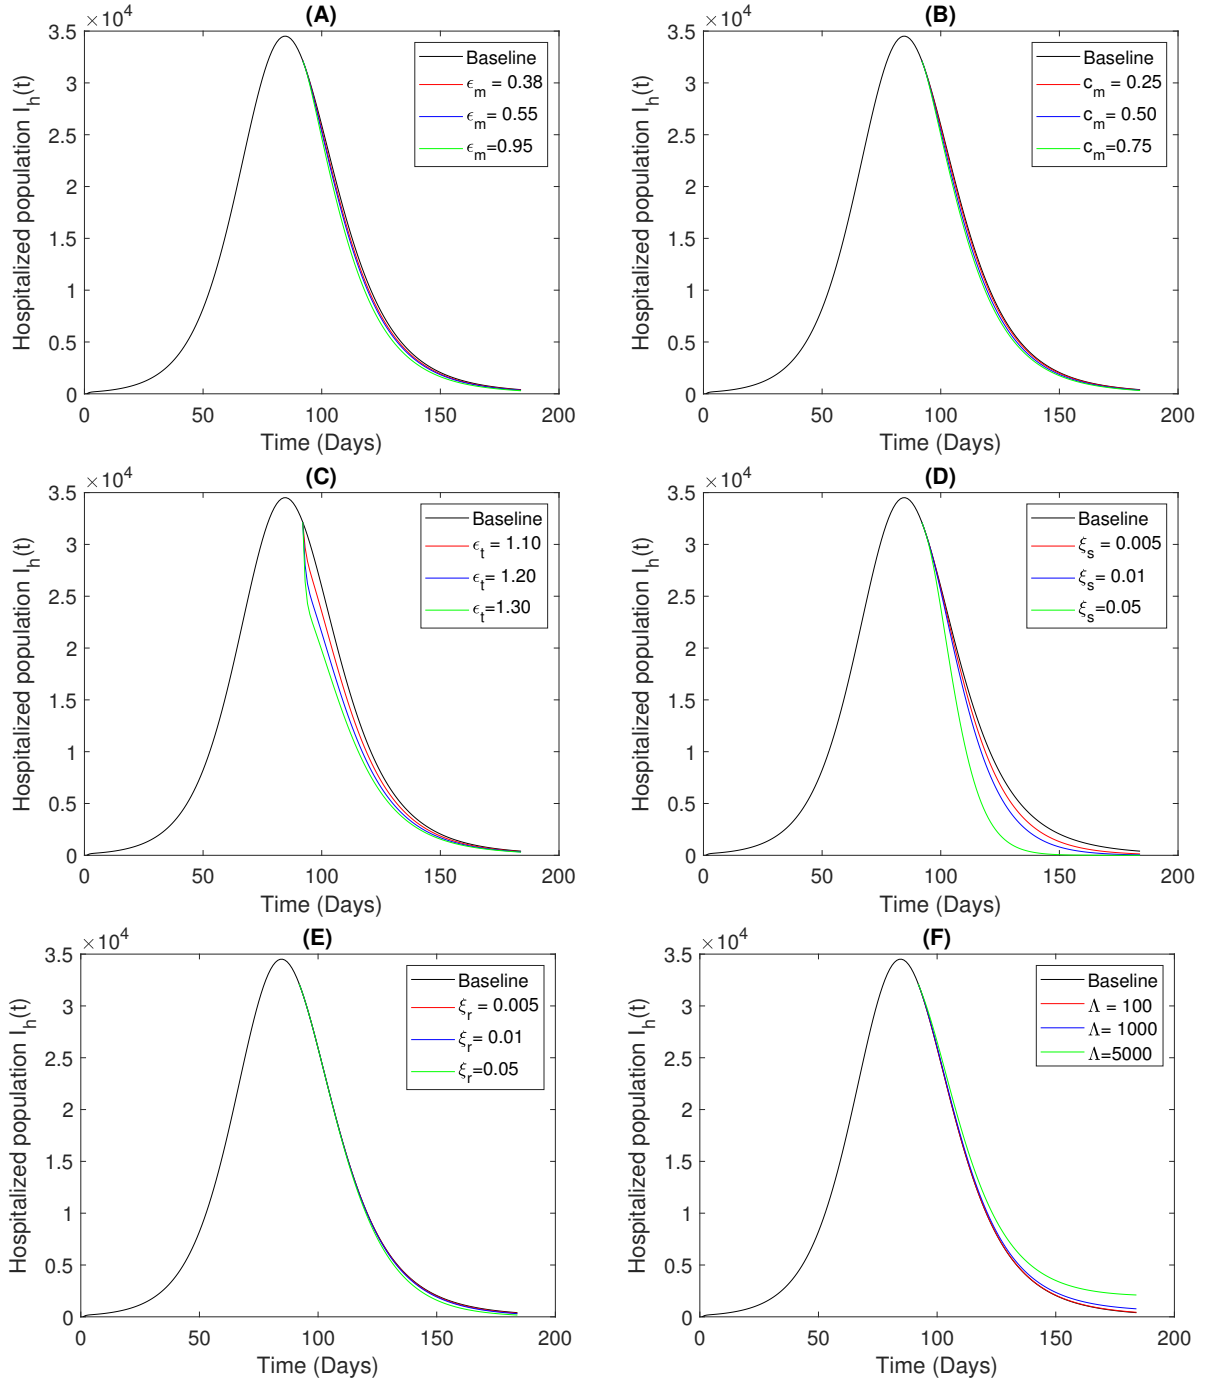 (A)
×10^4
3.5
3
2.5
2
1.5
1
0.5
0
Hospitalized population I_h(t)
Baseline
ϵ_m = 0.38
ϵ_m = 0.55
ϵ_m=0.95
0 50 100 150 200
Time (Days)
(B)
×10^4
3.5
3
2.5
2
1.5
1
0.5
0
Hospitalized population I_h(t)
Baseline
c_m = 0.25
c_m = 0.50
c_m=0.75
0 50 100 150 200
Time (Days)
(C)
×10^4
3.5
3
2.5
2
1.5
1
0.5
0
Hospitalized population I_h(t)
Baseline
ϵ_t = 1.10
ϵ_t = 1.20
ϵ_t=1.30
0 50 100 150 200
Time (Days)
(D)
×10^4
3.5
3
2.5
2
1.5
1
0.5
0
Hospitalized population I_h(t)
Baseline
ξ_s = 0.005
ξ_s = 0.01
ξ_s=0.05
0 50 100 150 200
Time (Days)
(E)
×10^4
3.5
3
2.5
2
1.5
1
0.5
0
Hospitalized population I_h(t)
Baseline
ξ_r = 0.005
ξ_r = 0.01
ξ_r=0.05
0 50 100 150 200
Time (Days)
(F)
×10^4
3.5
3
2.5
2
1.5
1
0.5
0
Hospitalized population I_h(t)
Baseline
Λ = 100
Λ= 1000
Λ=5000
0 50 100 150 200
Time (Days)